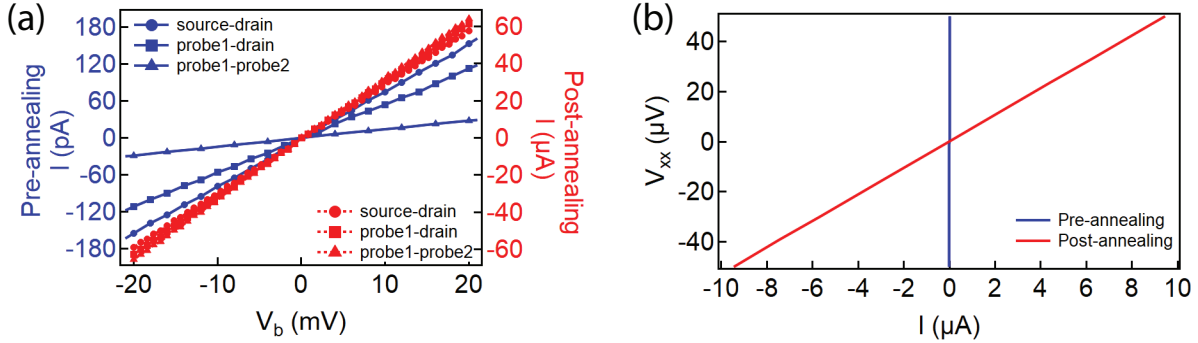 (a)
180
120
60
0
-60
-120
-180
Pre-annealing
I (pA)
source-drain
probe1-drain
probe1-probe2
source-drain
probe1-drain
probe1-probe2
60
40
20
0
-20
-40
-60
Post-annealing
I (µA)
-20
-10
0
10
20
Vb (mV)
(b)
40
20
0
-20
-40
Vxx (µV)
Pre-annealing
Post-annealing
-10
-8
-6
-4
-2
0
2
4
6
8
10
I (µA)